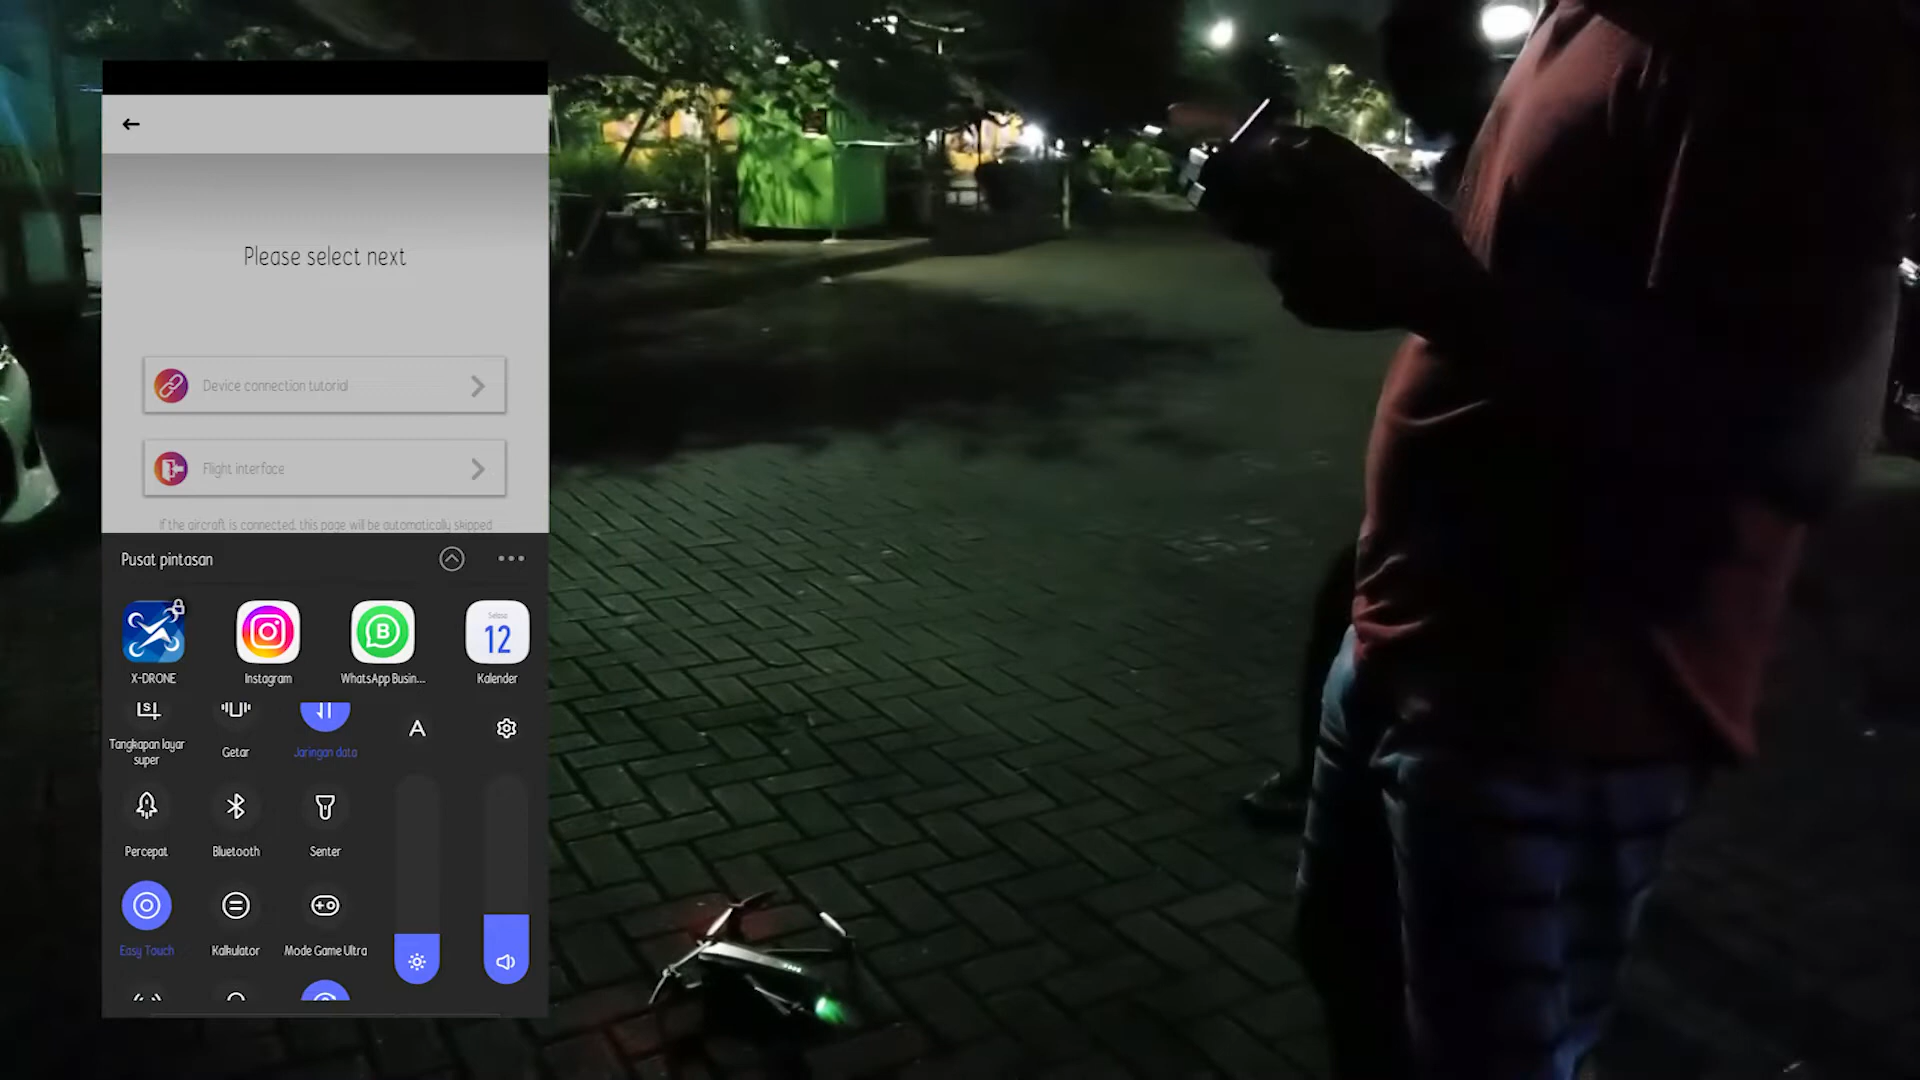 Please select next
Device connection tutorial
Flight interface
If the aircraft is connected, this page will be automatically skipped
Pusat pintasan
X-DRONE
Instagram
WhatsApp Busin...
Selasa
12
Kalender
Tangkapan layar
super
Getar
Jaringan data
A
Percepat
Bluetooth
Senter
Easy Touch
Kalkulator
Mode Game Ultra